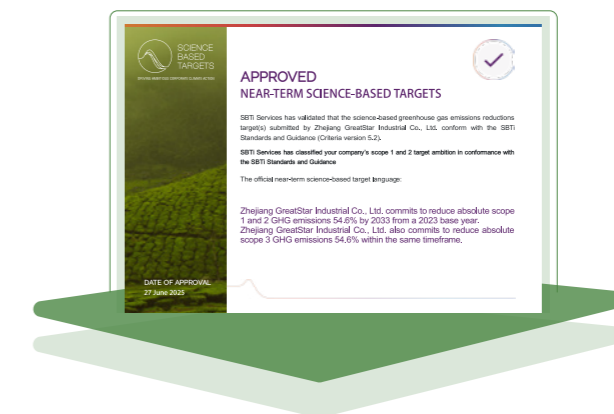 SCIENCE
BASED
TARGETS
DRIVING AMBITIOUS CORPORATE CLIMATE ACTION
APPROVED
NEAR-TERM SCIENCE-BASED TARGETS
SBTi Services has validated that the science-based greenhouse gas emissions reductions
target(s) submitted by Zhejiang GreatStar Industrial Co., Ltd. conform with the SBTi
Standards and Guidance (Criteria version 5.2).
SBTi Services has classified your company's scope 1 and 2 target ambition in conformance with
the SBTi Standards and Guidance
The official near-term science-based target language:
Zhejiang GreatStar Industrial Co., Ltd. commits to reduce absolute scope
1 and 2 GHG emissions 54.6% by 2033 from a 2023 base year.
Zhejiang GreatStar Industrial Co., Ltd. also commits to reduce absolute
scope 3 GHG emissions 54.6% within the same timeframe.
DATE OF APPROVAL
27 June 2025